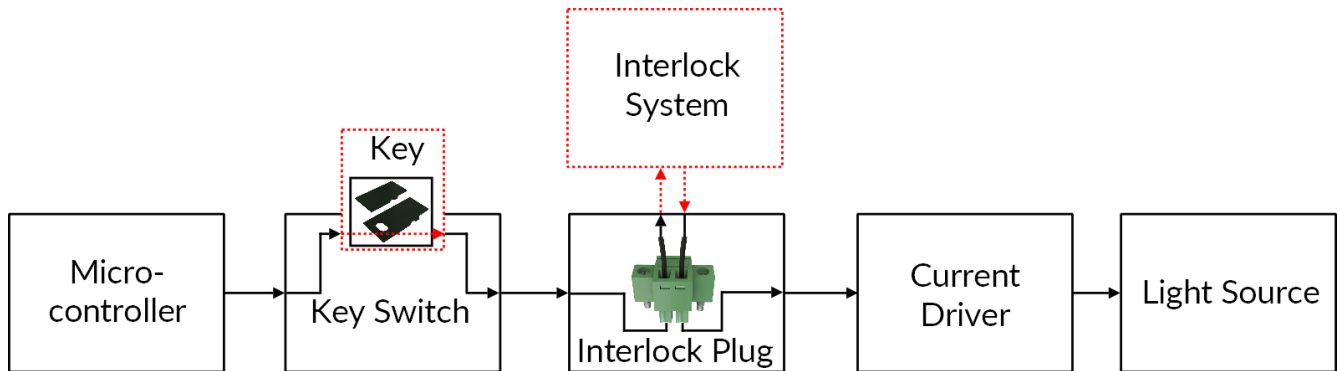 Interlock
System
Key
Micro-
controller
Key Switch
Interlock Plug
Current
Driver
Light Source